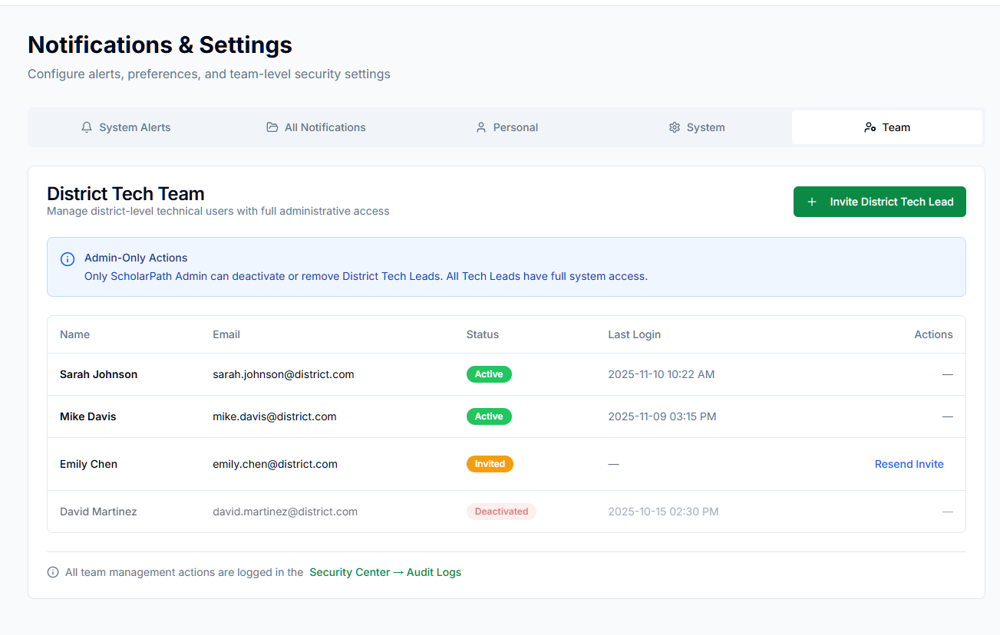 Notifications & Settings
Configure alerts, preferences, and team-level security settings
System Alerts All Notifications Personal System Team
District Tech Team
Manage district-level technical users with full administrative access
+ Invite District Tech Lead
Admin-Only Actions
Only ScholarPath Admin can deactivate or remove District Tech Leads. All Tech Leads have full system access.
Name Email Status Last Login Actions
Sarah Johnson sarah.johnson@district.com Active 2025-11-10 10:22 AM —
Mike Davis mike.davis@district.com Active 2025-11-09 03:15 PM —
Emily Chen emily.chen@district.com Invited — Resend Invite
David Martinez david.martinez@district.com Deactivated 2025-10-15 02:30 PM —
All team management actions are logged in the Security Center → Audit Logs